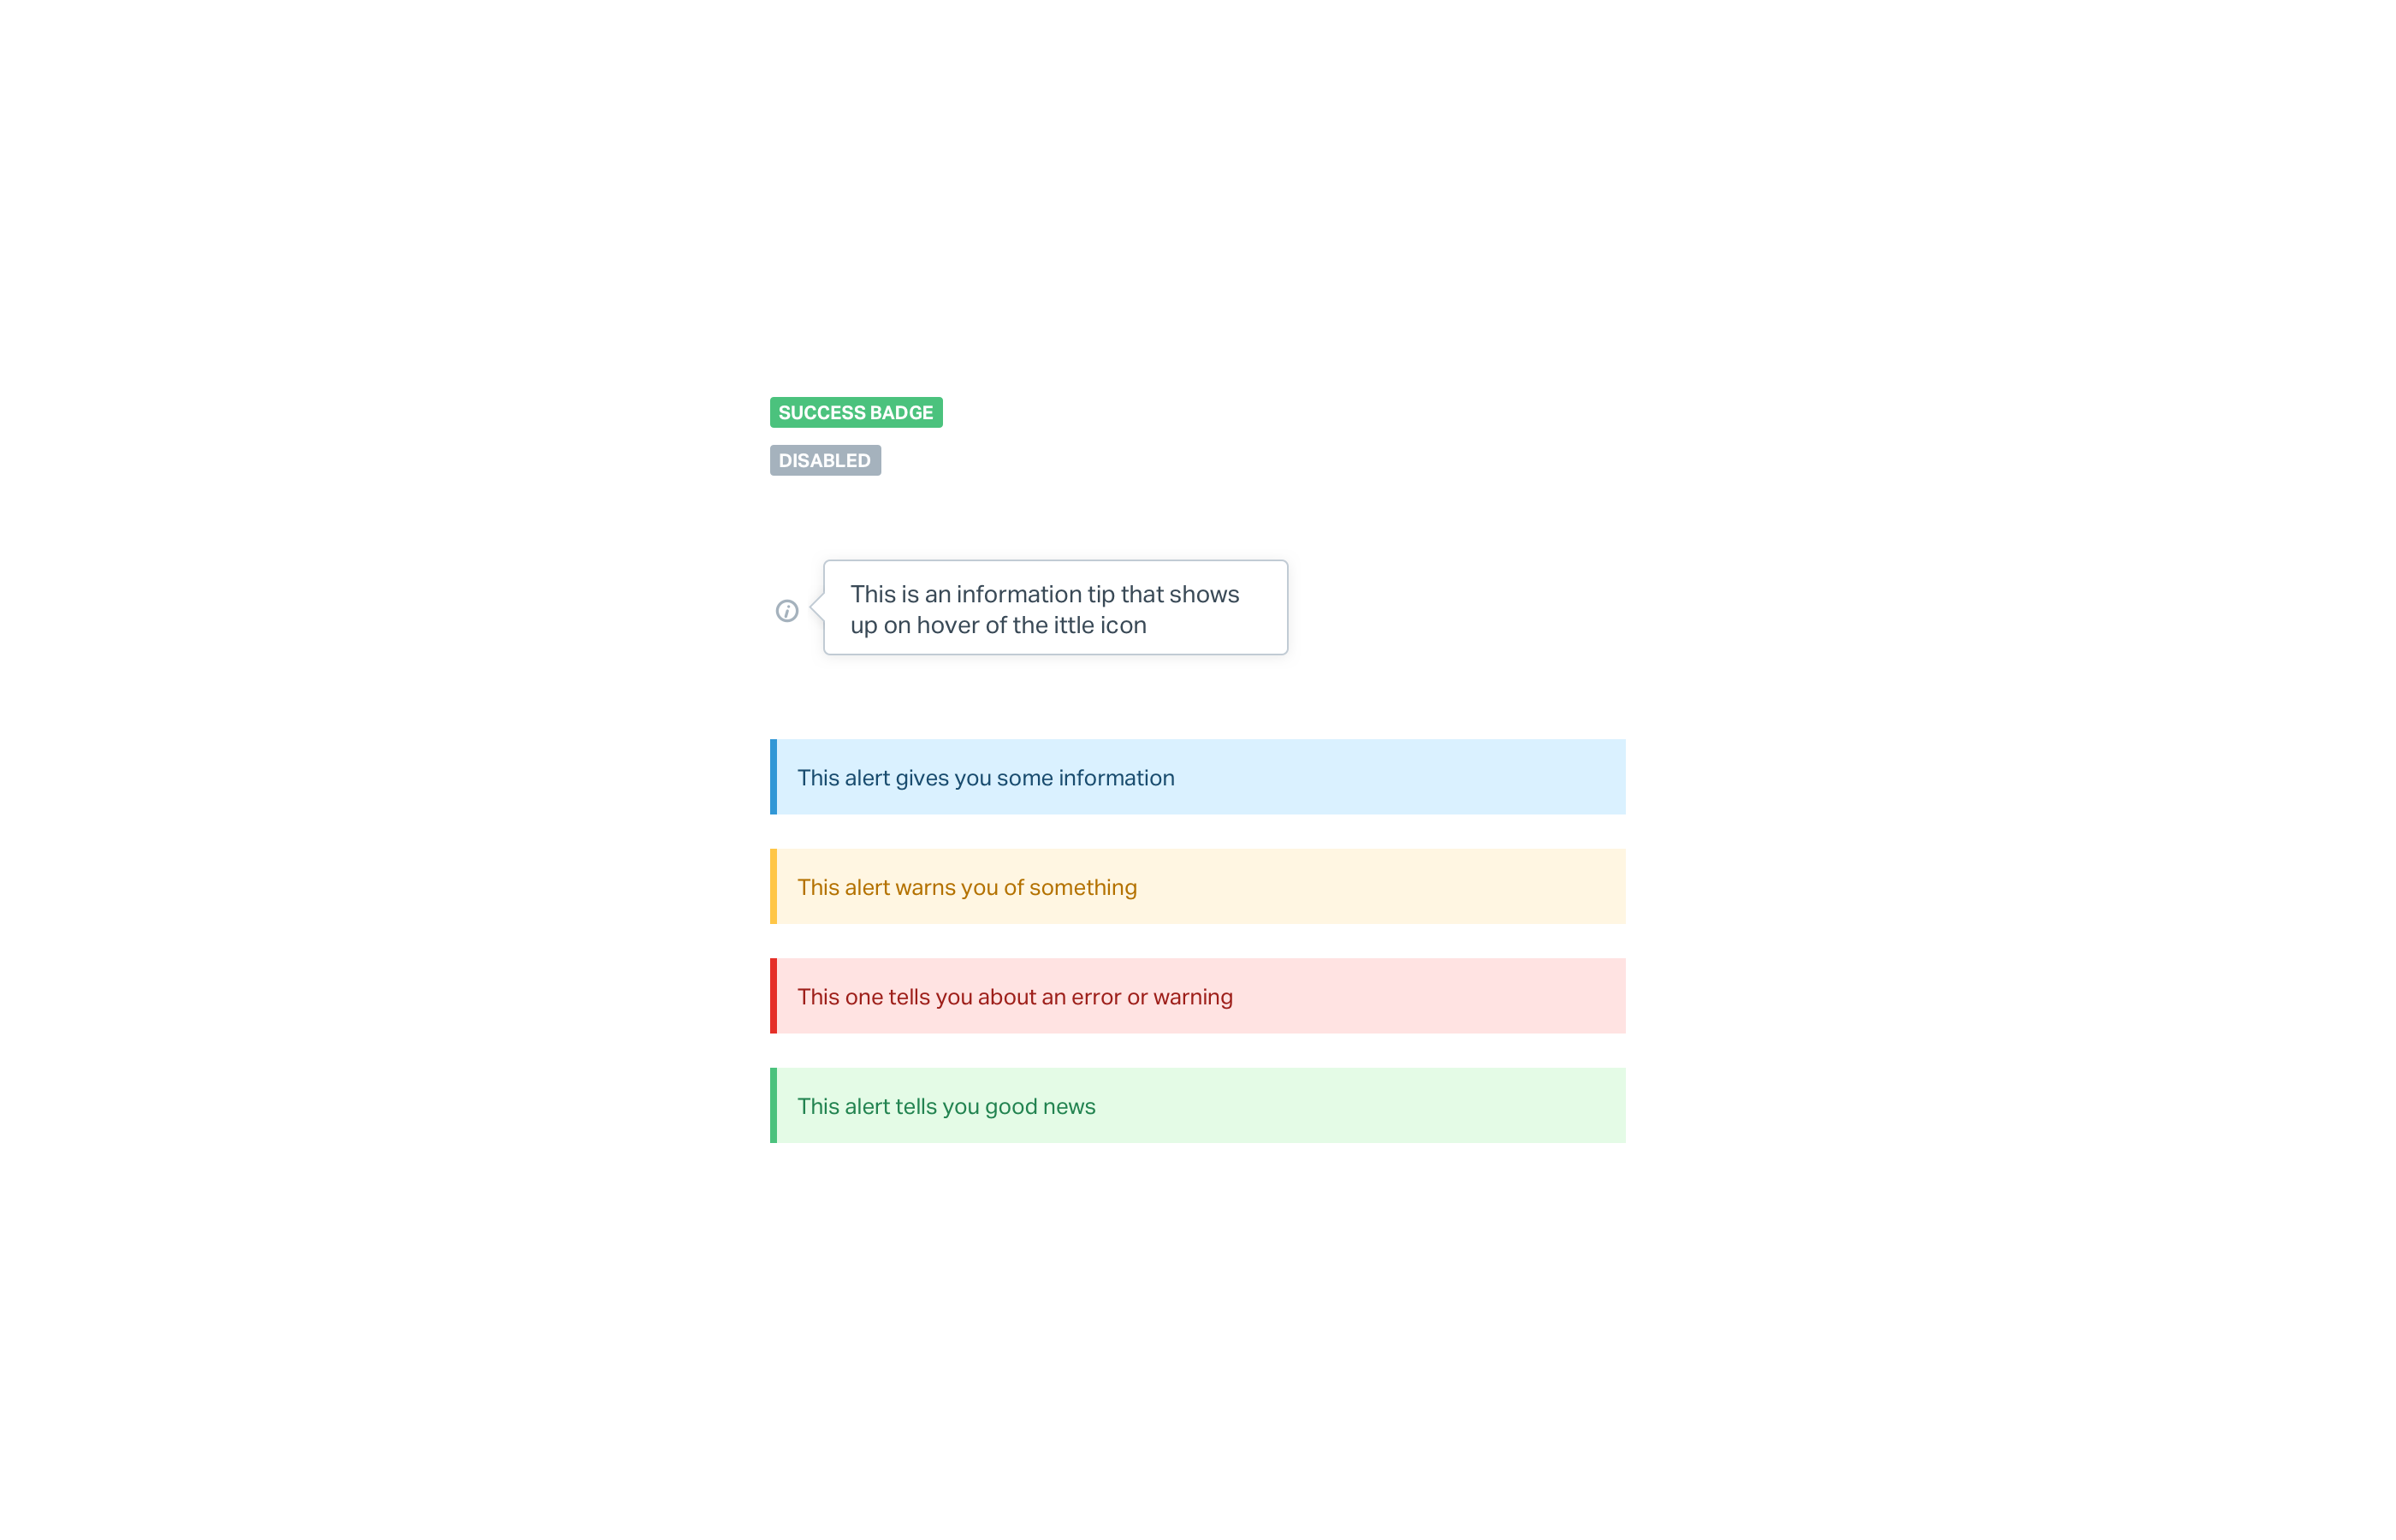 SUCCESS BADGE
DISABLED
This is an information tip that shows
up on hover of the ittle icon
This alert gives you some information
This alert warns you of something
This one tells you about an error or warning
This alert tells you good news